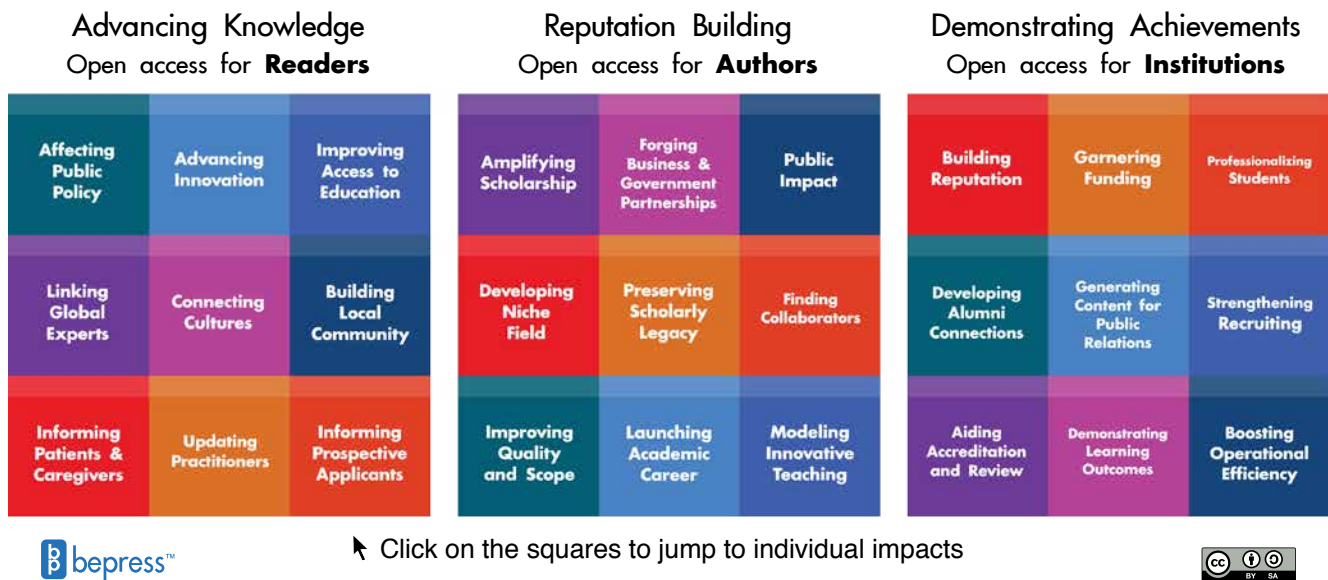 Advancing Knowledge
Open access for Readers
Affecting
Public
Policy
Advancing
Innovation
Improving
Access to
Education
Linking
Global
Experts
Connecting
Cultures
Building
Local
Community
Informing
Patients &
Caregivers
Updating
Practitioners
Informing
Prospective
Applicants
Reputation Building
Open access for Authors
Amplifying
Scholarship
Forging
Business &
Government
Partnerships
Public
Impact
Developing
Niche
Field
Preserving
Scholarly
Legacy
Finding
Collaborators
Improving
Quality
and Scope
Launching
Academic
Career
Modeling
Innovative
Teaching
Demonstrating Achievements
Open access for Institutions
Building
Reputation
Garnering
Funding
Professionalizing
Students
Developing
Alumni
Connections
Generating
Content for
Public
Relations
Strengthening
Recruiting
Aiding
Accreditation
and Review
Demonstrating
Learning
Outcomes
Boosting
Operational
Efficiency
bepress™
Click on the squares to jump to individual impacts
cc
BY SA